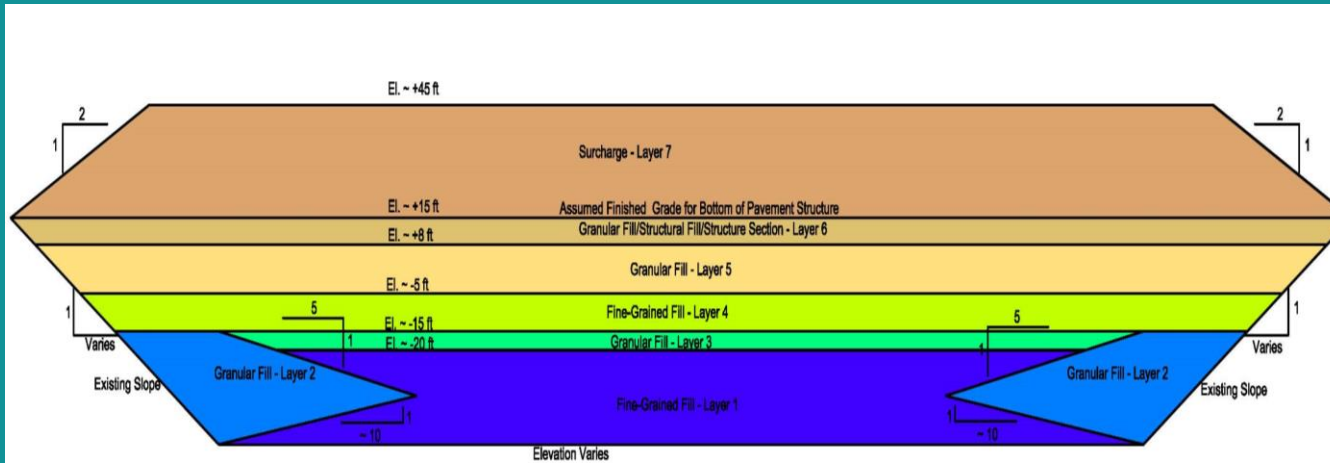 El. ~ +45 ft
2
2
1
1
Surcharge - Layer 7
El. ~ +15 ft
Assumed Finished Grade for Bottom of Pavement Structure
Granular Fill/Structural Fill/Structure Section - Layer 6
El. ~ +8 ft
Granular Fill - Layer 5
El. ~ -5 ft
Fine-Grained Fill - Layer 4
1
5
5
1
El. ~ -15 ft
1
1
Varies
El. ~ -20 ft
Granular Fill - Layer 3
Varies
Existing Slope
Granular Fill - Layer 2
Granular Fill - Layer 2
Existing Slope
Fine-Grained Fill - Layer 1
1
1
~ 10
~ 10
Elevation Varies